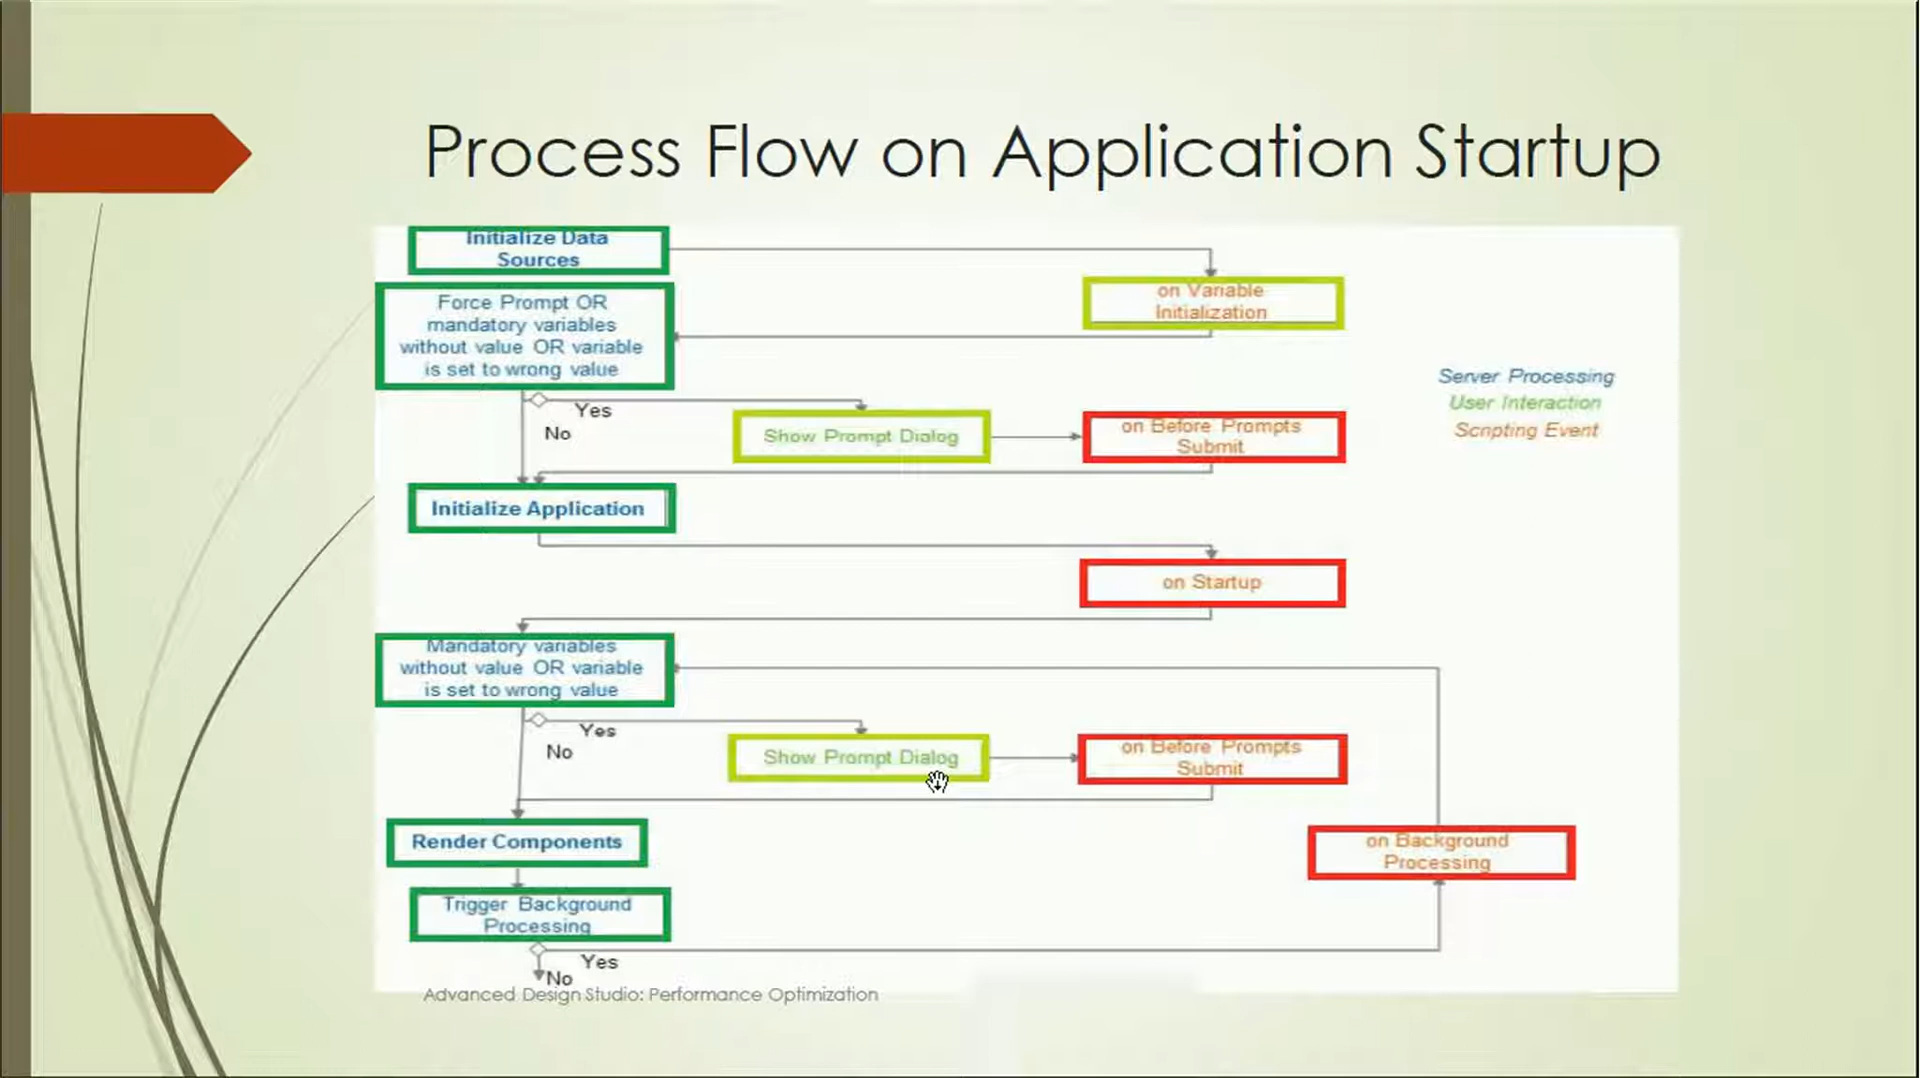 Process Flow on Application Startup
Initialize Data
Sources
on Variable
Initialization
Force Prompt OR
mandatory variables
without value OR variable
is set to wrong value
Server Processing
User Interaction
Scripting Event
Yes
No
Show Prompt Dialog
on Before Prompts
Submit
Initialize Application
on Startup
Mandatory variables
without value OR variable
is set to wrong value
Yes
No
Show Prompt Dialog
on Before Prompts
Submit
Render Components
on Background
Processing
Trigger Background
Processing
Yes
No
Advanced Design Studio: Performance Optimization